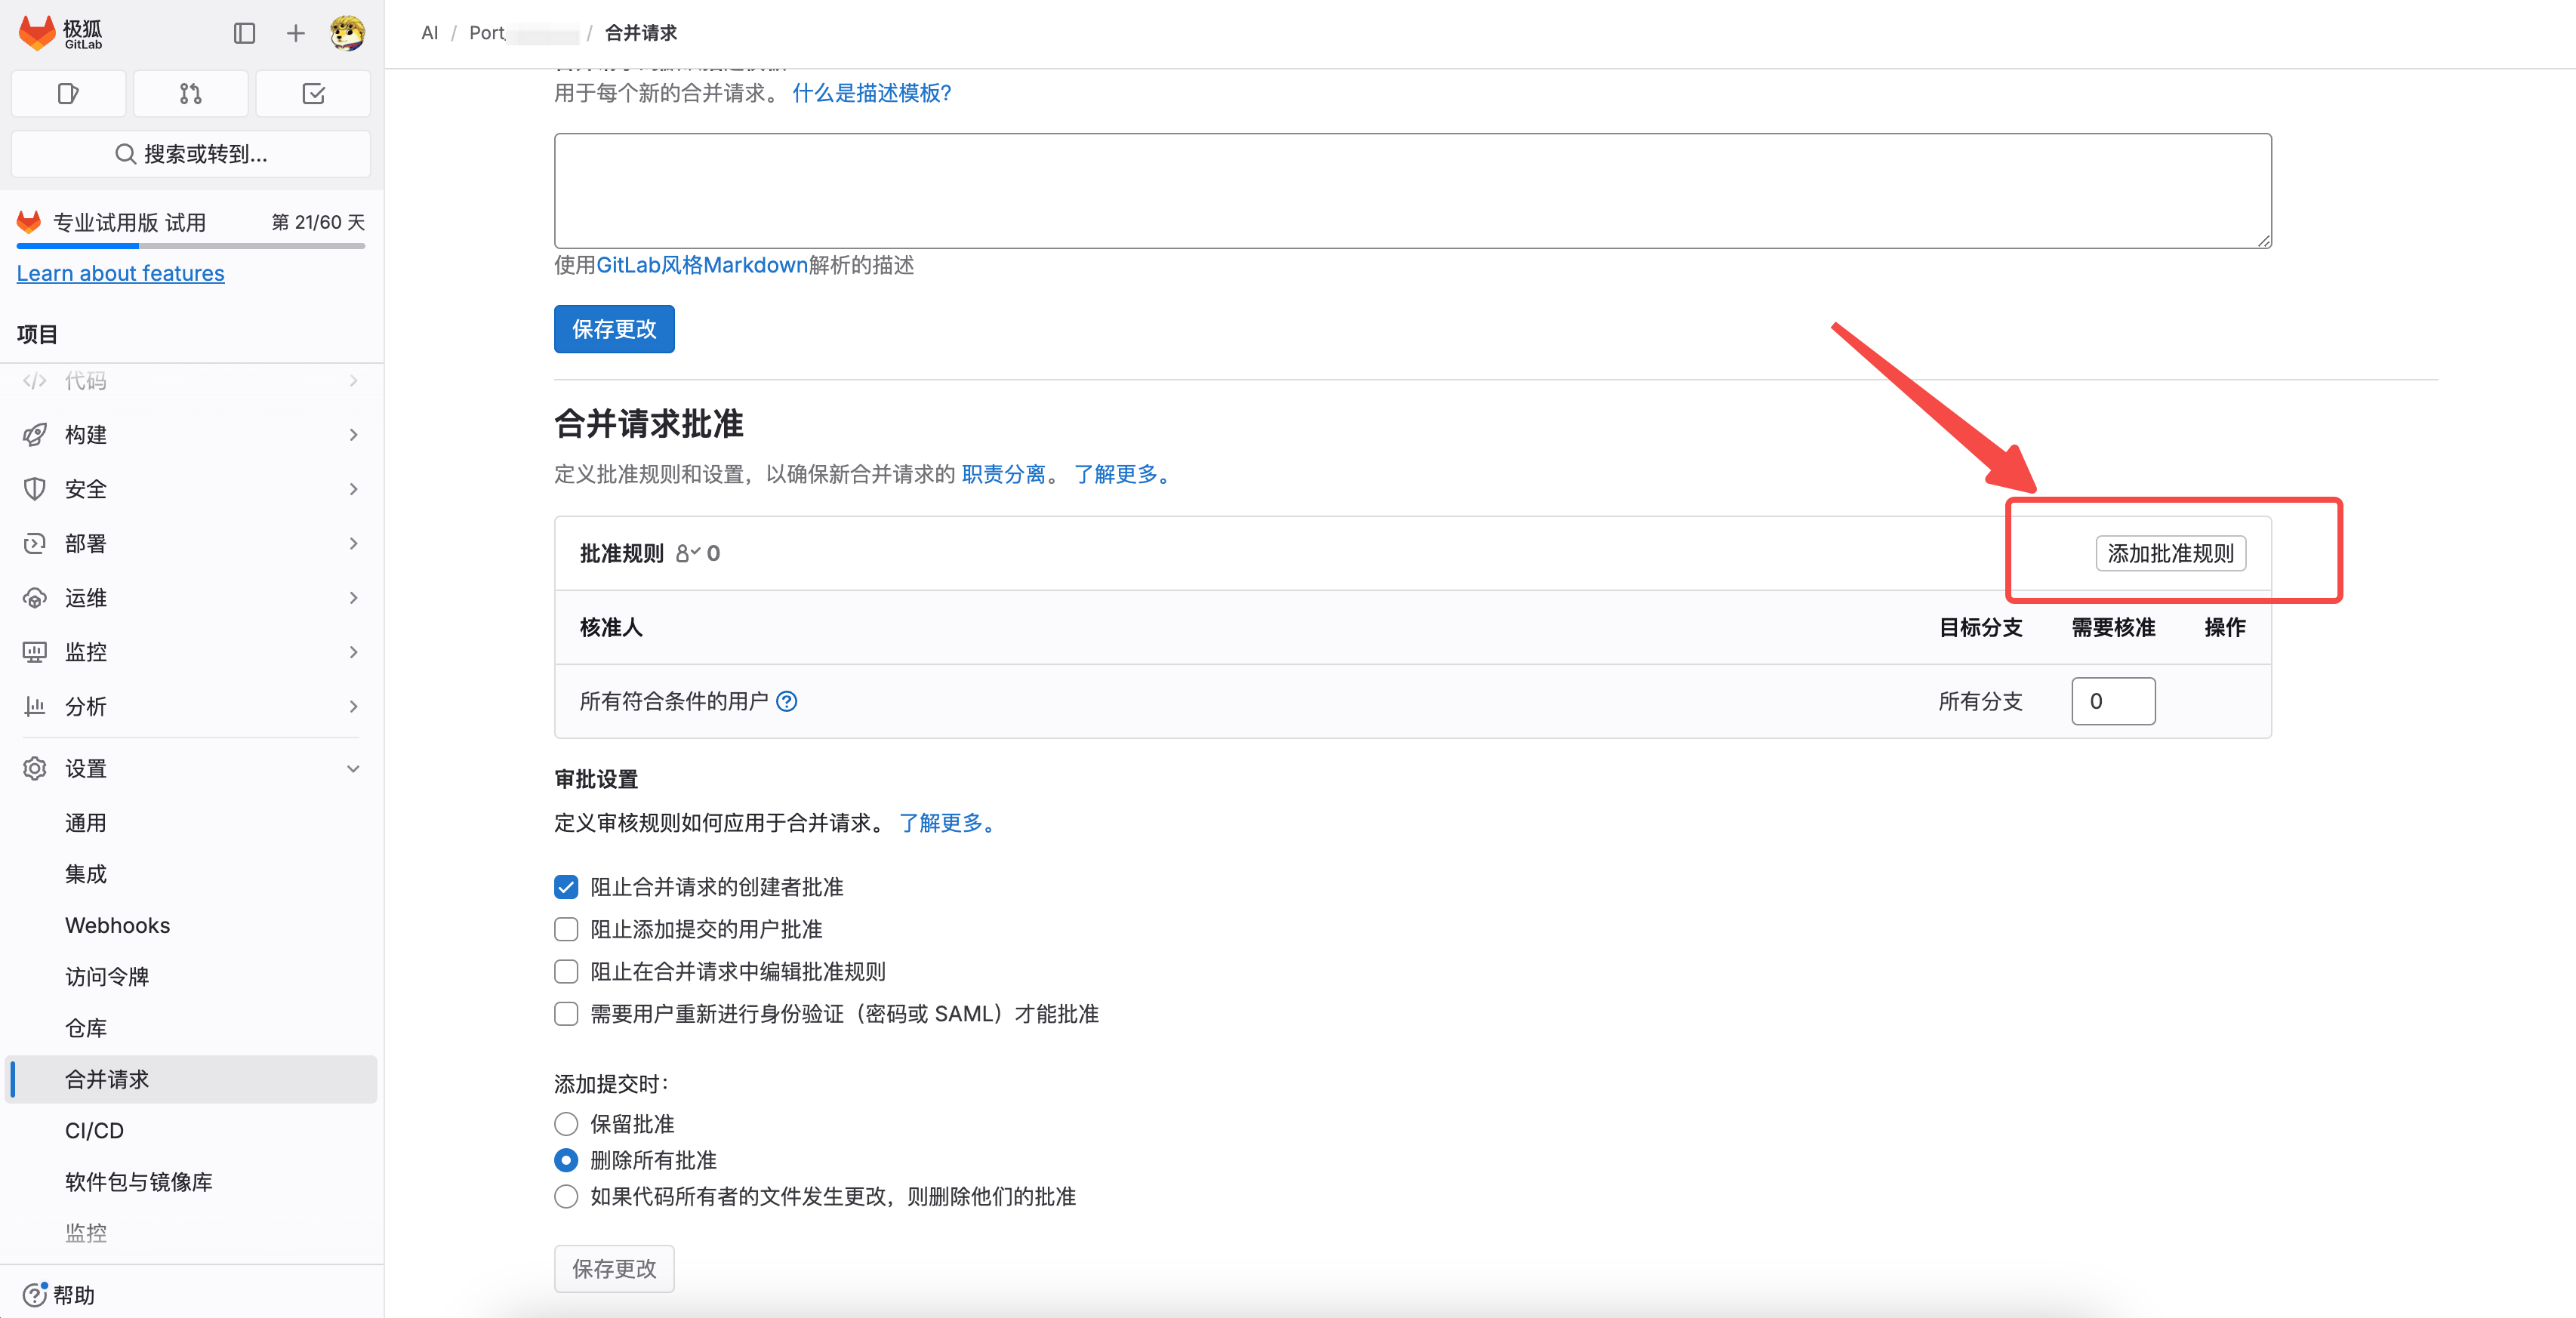 极狐
GitLab
搜索或转到...
专业试用版 试用
第 21/60 天
Learn about features
项目
代码
构建
安全
部署
运维
监控
分析
设置
通用
集成
Webhooks
访问令牌
仓库
合并请求
CI/CD
软件包与镜像库
监控
帮助
AI / Port / 合并请求
用于每个新的合并请求。 什么是描述模板?
使用GitLab风格Markdown解析的描述
保存更改
合并请求批准
定义批准规则和设置，以确保新合并请求的 职责分离。 了解更多。
批准规则 0
添加批准规则
核准人 目标分支 需要核准 操作
所有符合条件的用户 所有分支 0
审批设置
定义审核规则如何应用于合并请求。 了解更多。
阻止合并请求的创建者批准
阻止添加提交的用户批准
阻止在合并请求中编辑批准规则
需要用户重新进行身份验证（密码或 SAML）才能批准
添加提交时：
保留批准
删除所有批准
如果代码所有者的文件发生更改，则删除他们的批准
保存更改